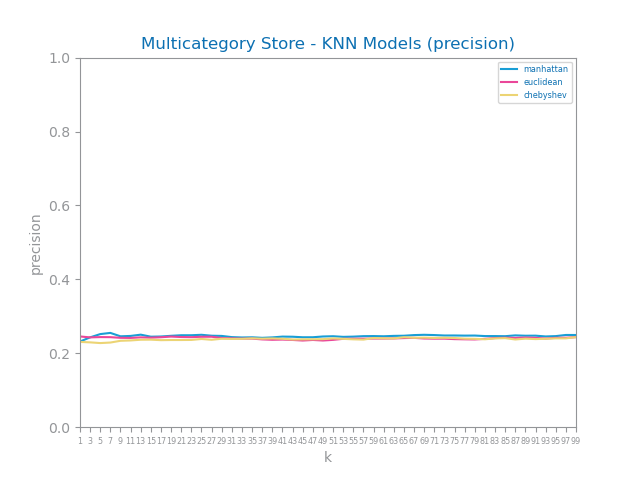 Multicategory Store - KNN Models (precision)
manhattan
euclidean
chebyshev
1.0
0.8
0.6
0.4
0.2
0.0
precision
1 3 5 7 9 11 13 15 17 19 21 23 25 27 29 31 33 35 37 39 41 43 45 47 49 51 53 55 57 59 61 63 65 67 69 71 73 75 77 79 81 83 85 87 89 91 93 95 97 99
k